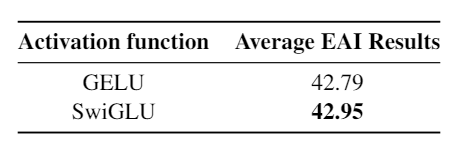 Activation function Average EAI Results
GELU 42.79
SwiGLU 42.95